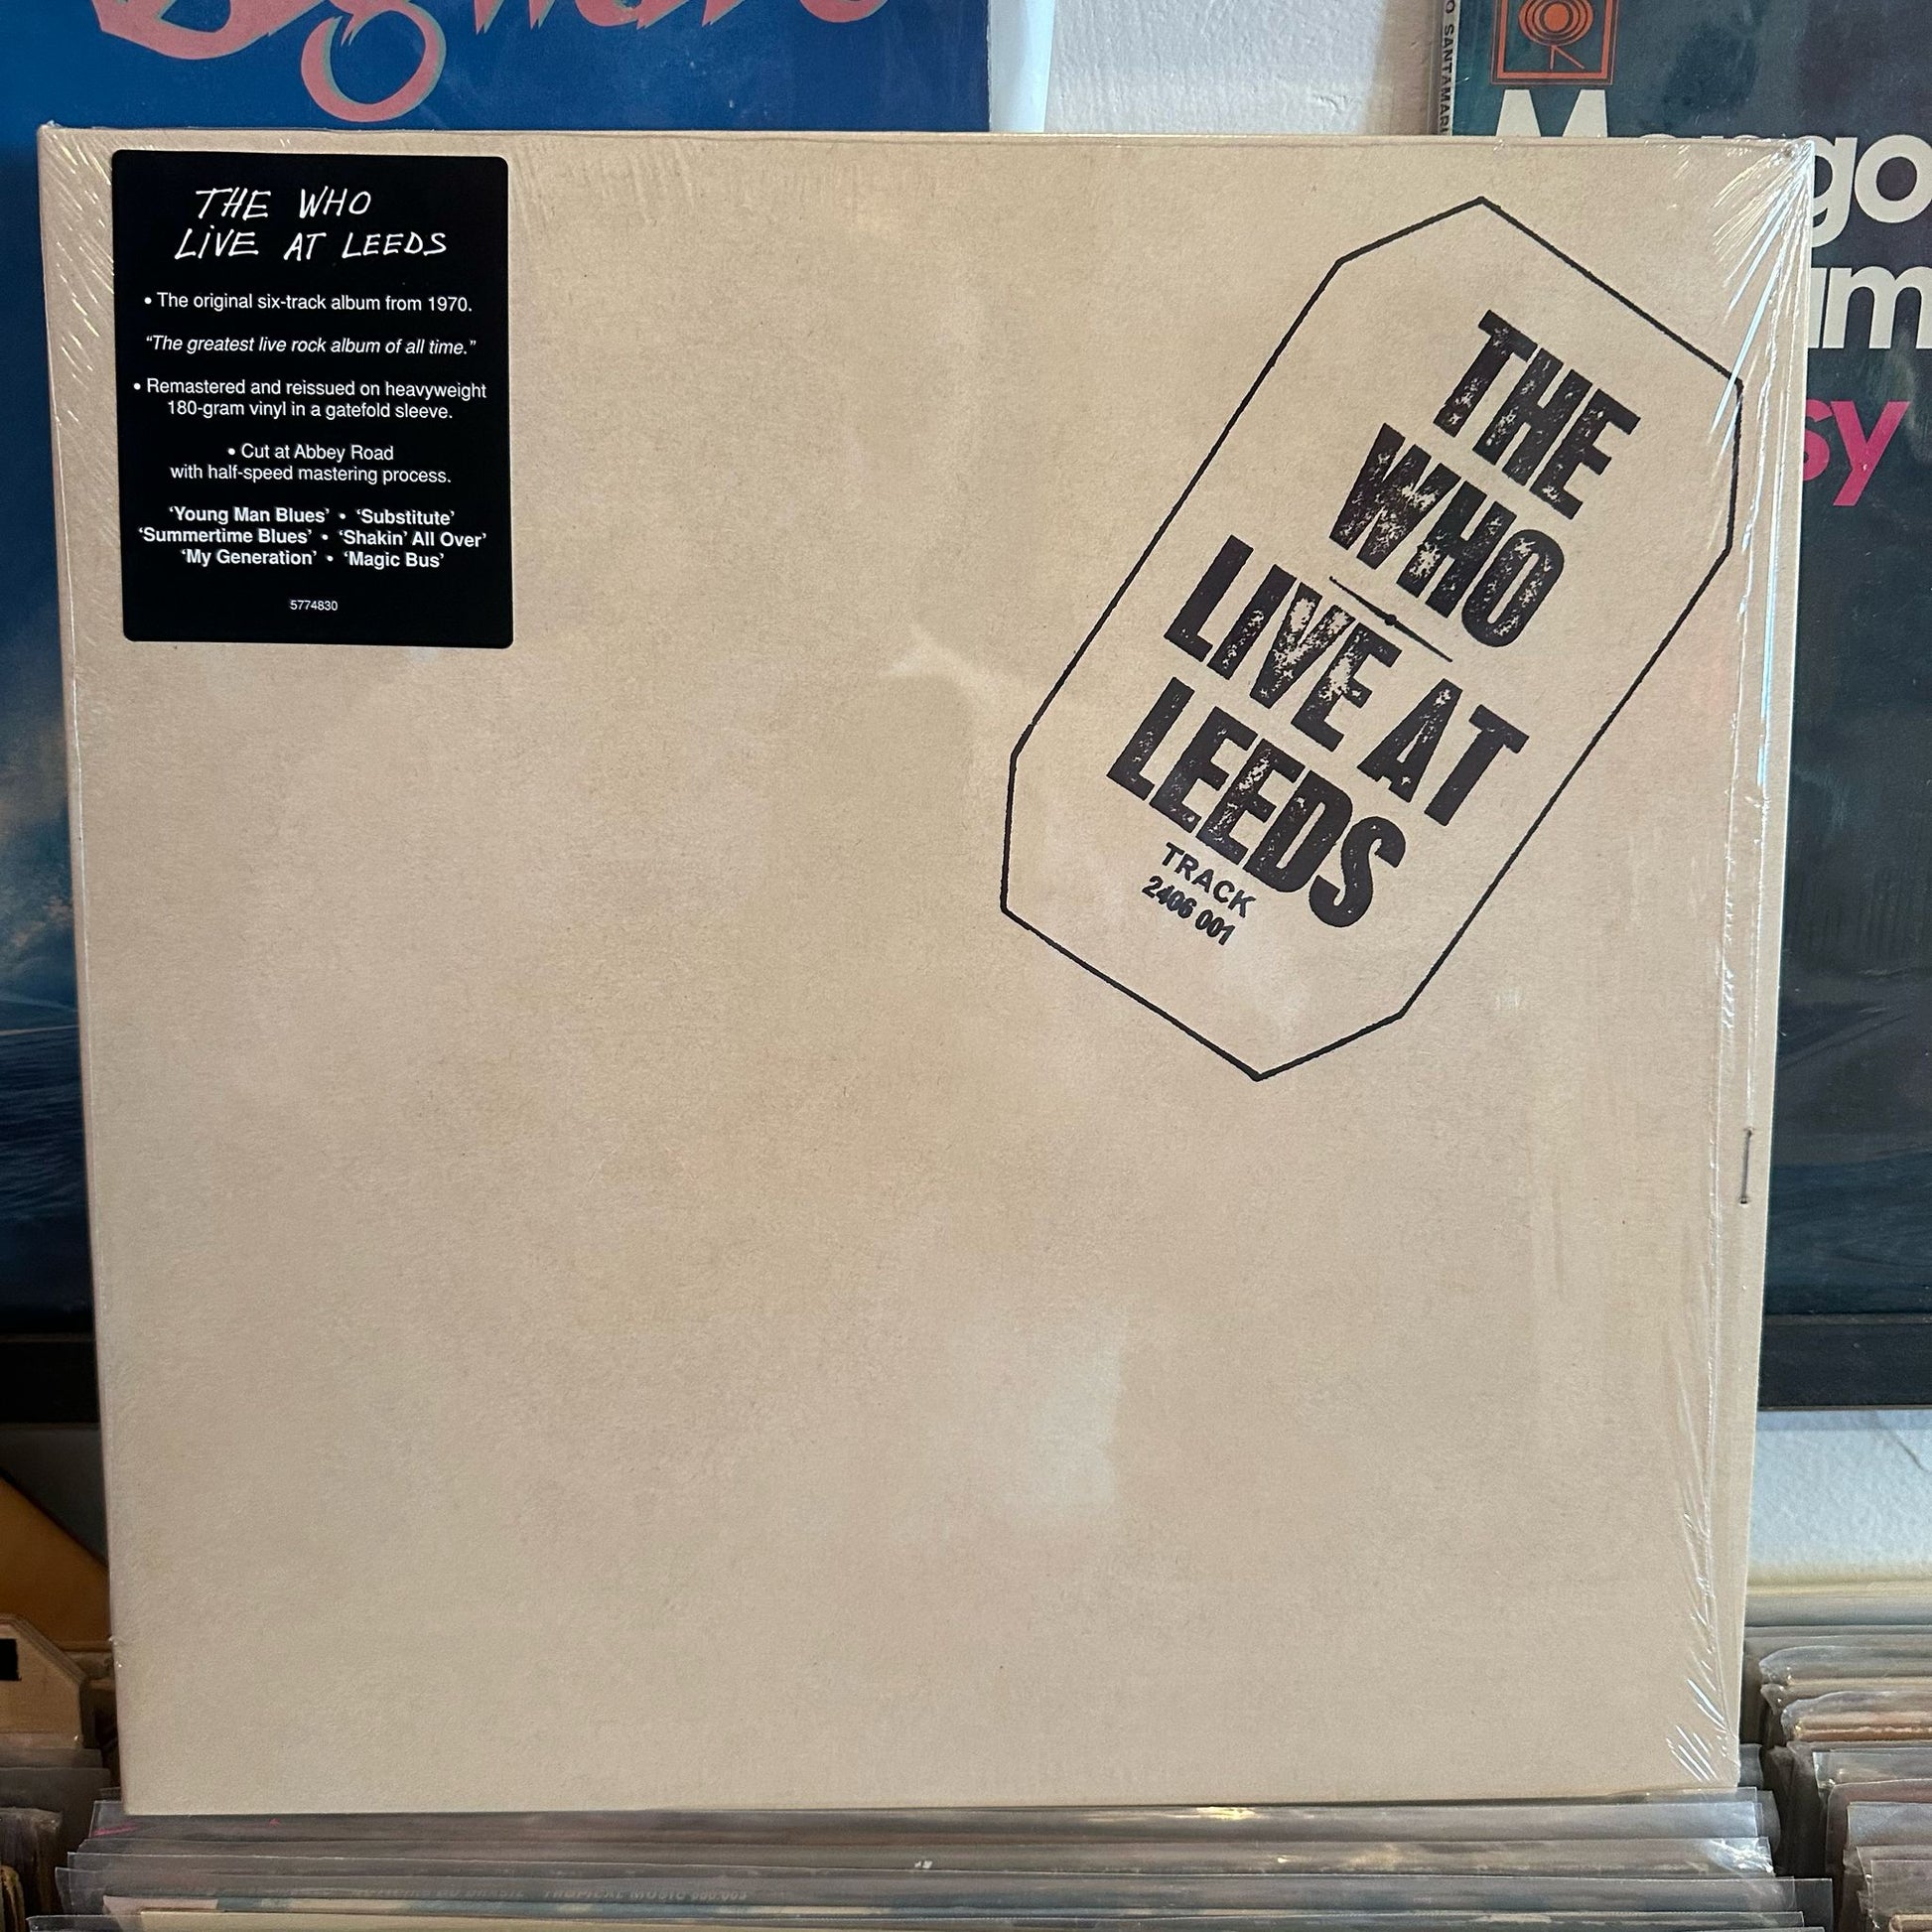 THE WHO
LiVE AT LEEDS
• The original six-track album from 1970.
“The greatest live rock album of all time.”
• Remastered and reissued on heavyweight
180-gram vinyl in a gatefold sleeve.
• Cut at Abbey Road
with half-speed mastering process.
‘Young Man Blues’ • ‘Substitute’
‘Summertime Blues’ • ‘Shakin’ All Over’
‘My Generation’ • ‘Magic Bus’
5774830
THE
WHO
LIVE AT
LEEDS
TRACK
2406 001